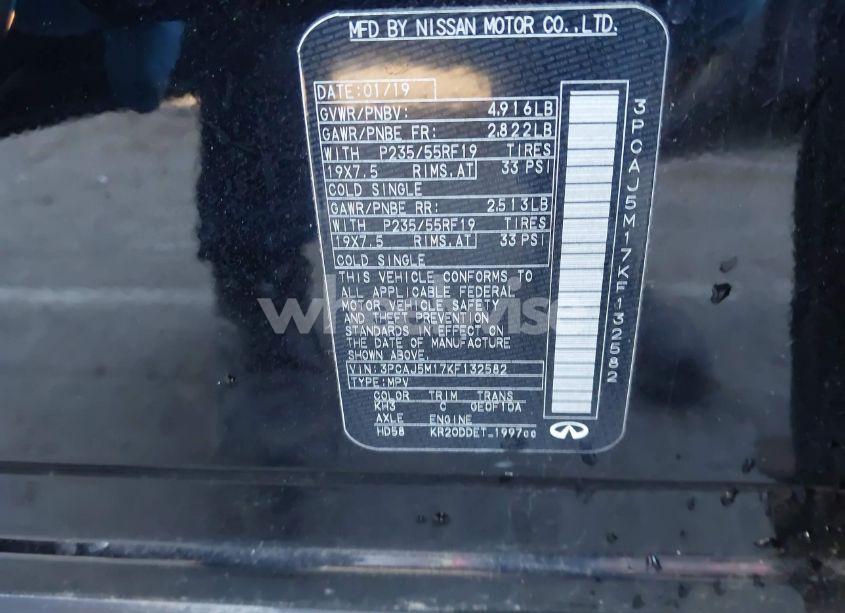 MFD BY NISSAN MOTOR CO.,LTD.
DATE:01/19
GVWR/PNBV: 4,916LB
GAWR/PNBE FR: 2,822LB
WITH P235/55RF19 TIRES
19X7.5 RIMS.AT 33 PSI
COLD SINGLE
GAWR/PNBE RR: 2,513LB
WITH P235/55RF19 TIRES
19X7.5 RIMS.AT 33 PSI
COLD SINGLE
THIS VEHICLE CONFORMS TO
ALL APPLICABLE FEDERAL
MOTOR VEHICLE SAFETY
AND THEFT PREVENTION
STANDARDS IN EFFECT ON
THE DATE OF MANUFACTURE
SHOWN ABOVE.
VIN:3PCAJ5M17KF132582
TYPE:MPV
COLOR TRIM TRANS
KH3 C GE0F10A
AXLE ENGINE
HD58 KR20DDET-1997cc
3PCAJ5M17KF132582